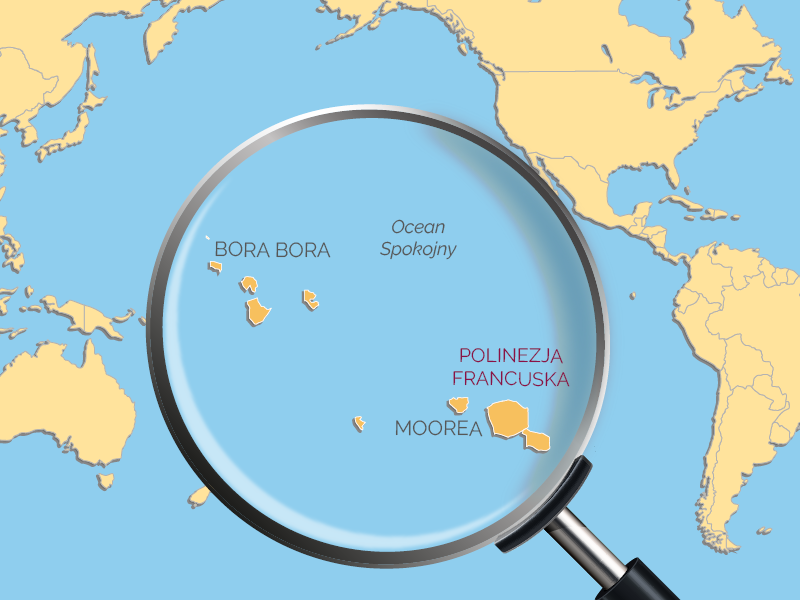 Ocean
Spokojny
BORA BORA
POLINEZJA
FRANCUSKA
MOOREA